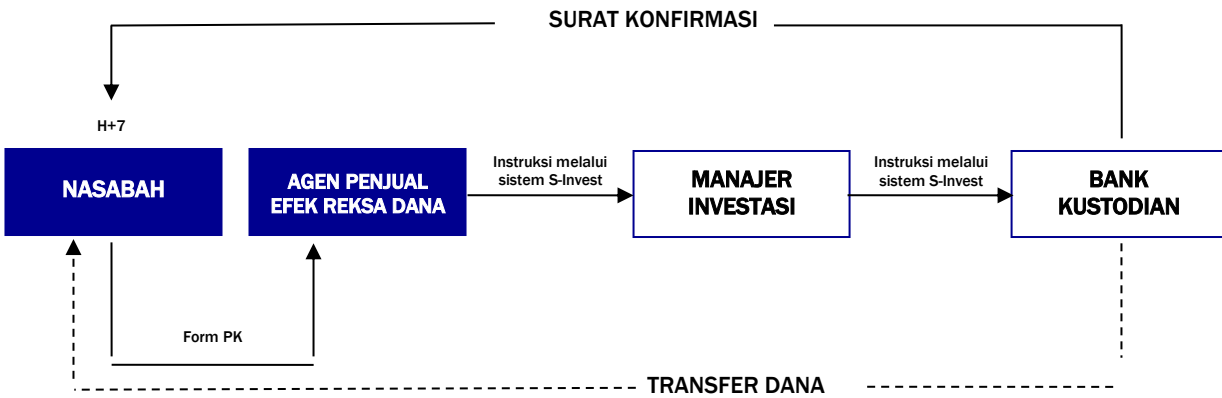 SURAT KONFIRMASI
H+7
NASABAH
AGEN PENJUAL
EFEK REKSA DANA
Instruksi melalui
sistem S-Invest
MANAJER
INVESTASI
Instruksi melalui
sistem S-Invest
BANK
KUSTODIAN
Form PK
TRANSFER DANA